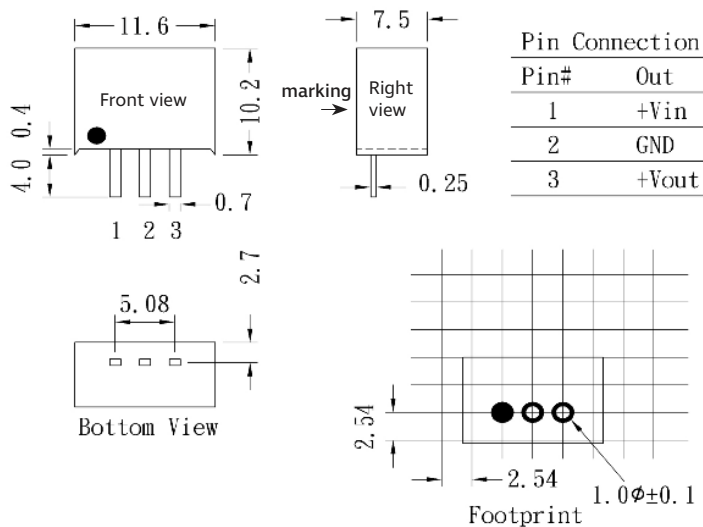 11.6
Front view
10.2
0.4
4.0
0.7
1 2 3
7.5
marking
Right
view
0.25
Pin Connection
Pin# Out
1 +Vin
2 GND
3 +Vout
5.08
2.7
Bottom View
2.54
2.54
1.0ϕ±0.1
Footprint